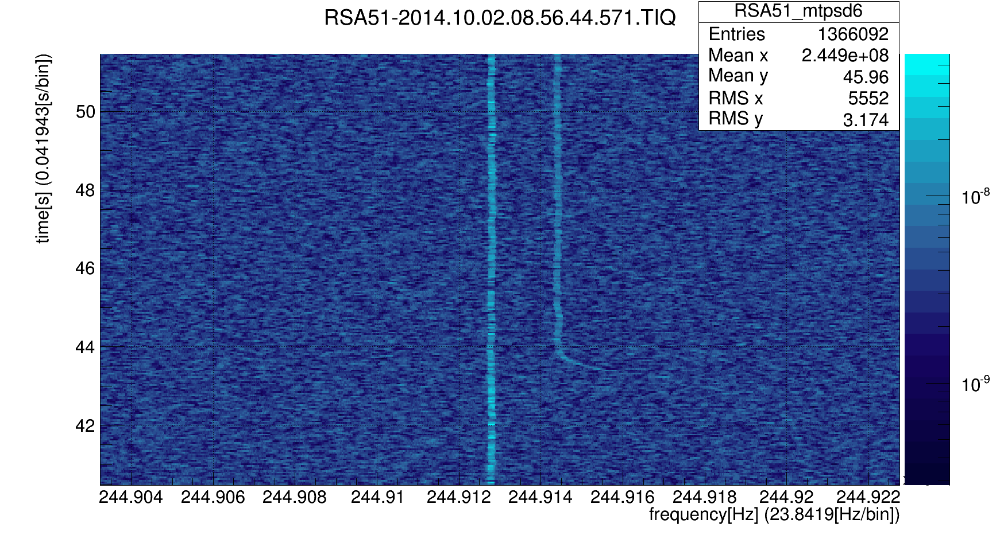 RSA51-2014.10.02.08.56.44.571.TIQ
RSA51_mtpsd6
Entries 1366092
Mean x 2.449e+08
Mean y 45.96
RMS x 5552
RMS y 3.174
time[s] (0.041943[s/bin])
50
48
46
44
42
10-8
10-9
244.904 244.906 244.908 244.91 244.912 244.914 244.916 244.918 244.92 244.922
frequency[Hz] (23.8419[Hz/bin])